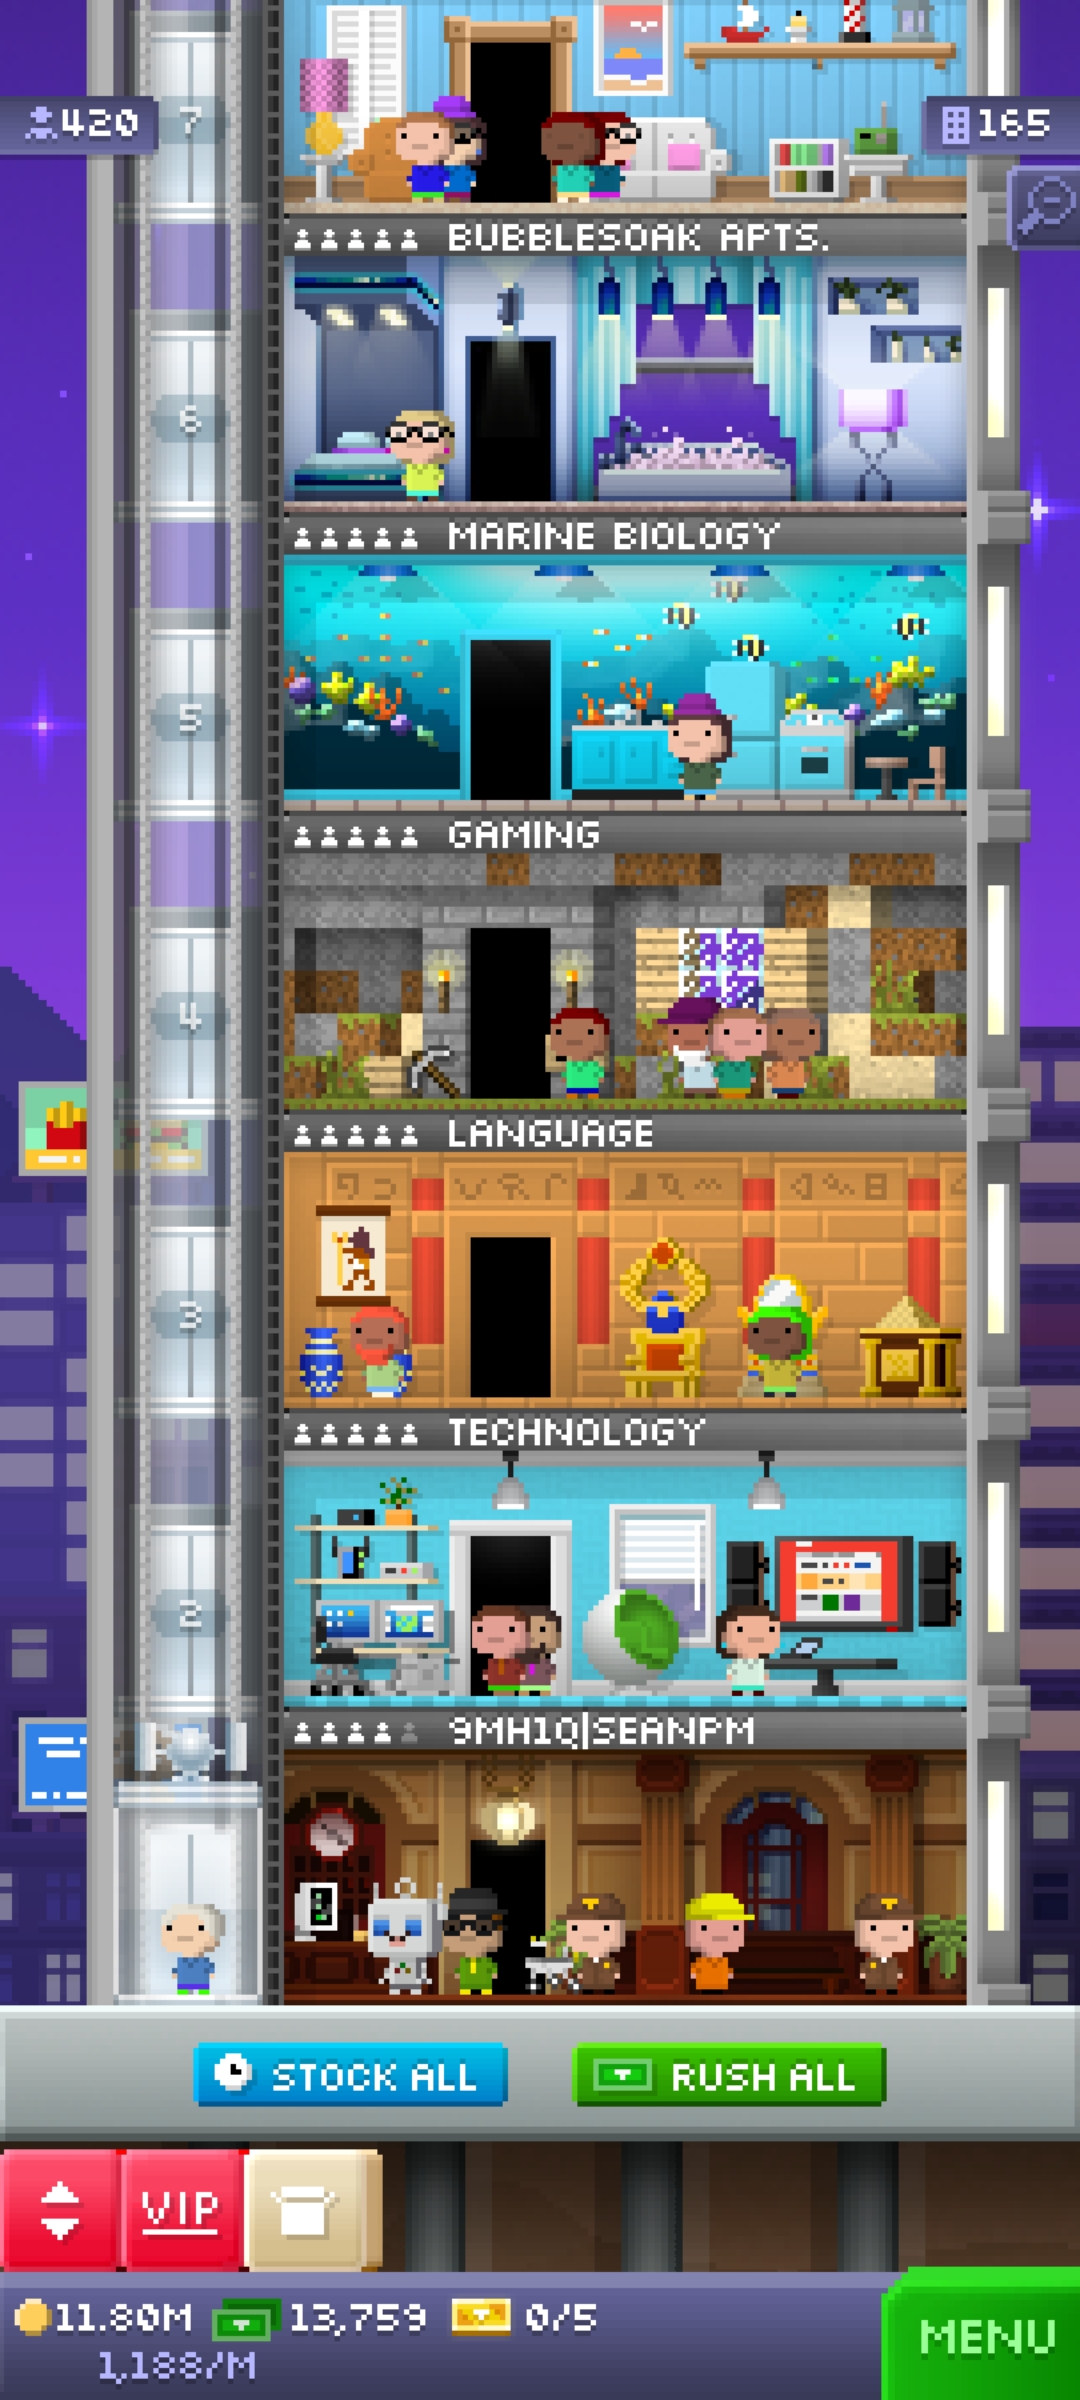 420
7
165
BUBBLESOAK APTS.
6
MARINE BIOLOGY
5
GAMING
4
LANGUAGE
3
TECHNOLOGY
2
9MH1Q|SEANPM
STOCK ALL
RUSH ALL
VIP
11.80M 13,759 0/5
1,188/M
MENU